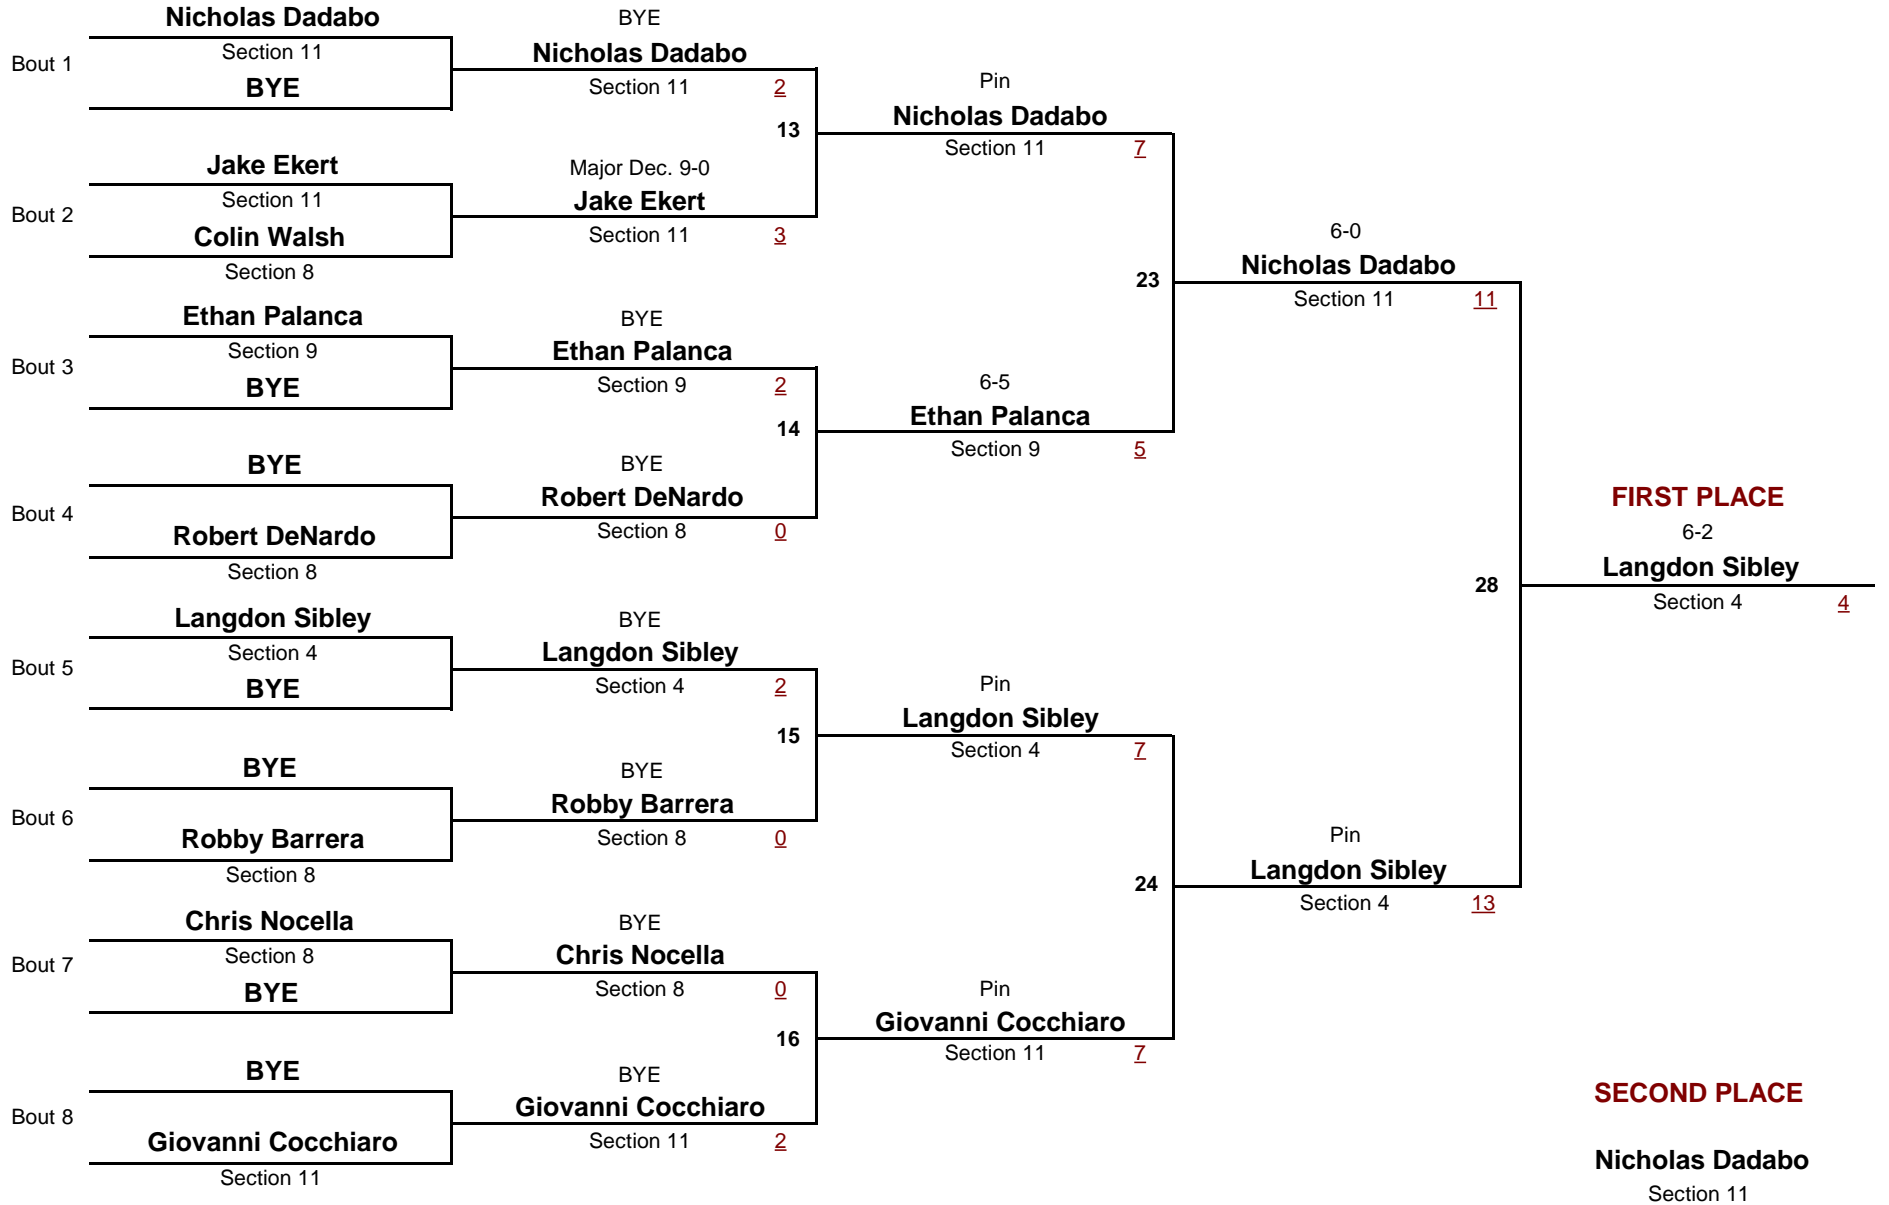 Nicholas Dadabo
Bout 1
Section 11
BYE
Jake Ekert
Bout 2
Section 11
Colin Walsh
Section 8
Ethan Palanca
Bout 3
Section 9
BYE
BYE
Bout 4
Robert DeNardo
Section 8
Langdon Sibley
Bout 5
Section 4
BYE
BYE
Bout 6
Robby Barrera
Section 8
Chris Nocella
Bout 7
Section 8
BYE
BYE
Bout 8
Giovanni Cocchiaro
Section 11
BYE
Nicholas Dadabo
Section 11 2
13
Major Dec. 9-0
Jake Ekert
Section 11 3
BYE
Ethan Palanca
Section 9 2
14
BYE
Robert DeNardo
Section 8 0
BYE
Langdon Sibley
Section 4 2
15
BYE
Robby Barrera
Section 8 0
BYE
Chris Nocella
Section 8 0
16
BYE
Giovanni Cocchiaro
Section 11 2
Pin
Nicholas Dadabo
Section 11 7
23
6-5
Ethan Palanca
Section 9 5
Pin
Langdon Sibley
Section 4 7
24
Pin
Giovanni Cocchiaro
Section 11 7
6-0
Nicholas Dadabo
Section 11 11
28
Pin
Langdon Sibley
Section 4 13
FIRST PLACE
6-2
Langdon Sibley
Section 4 4
SECOND PLACE
Nicholas Dadabo
Section 11